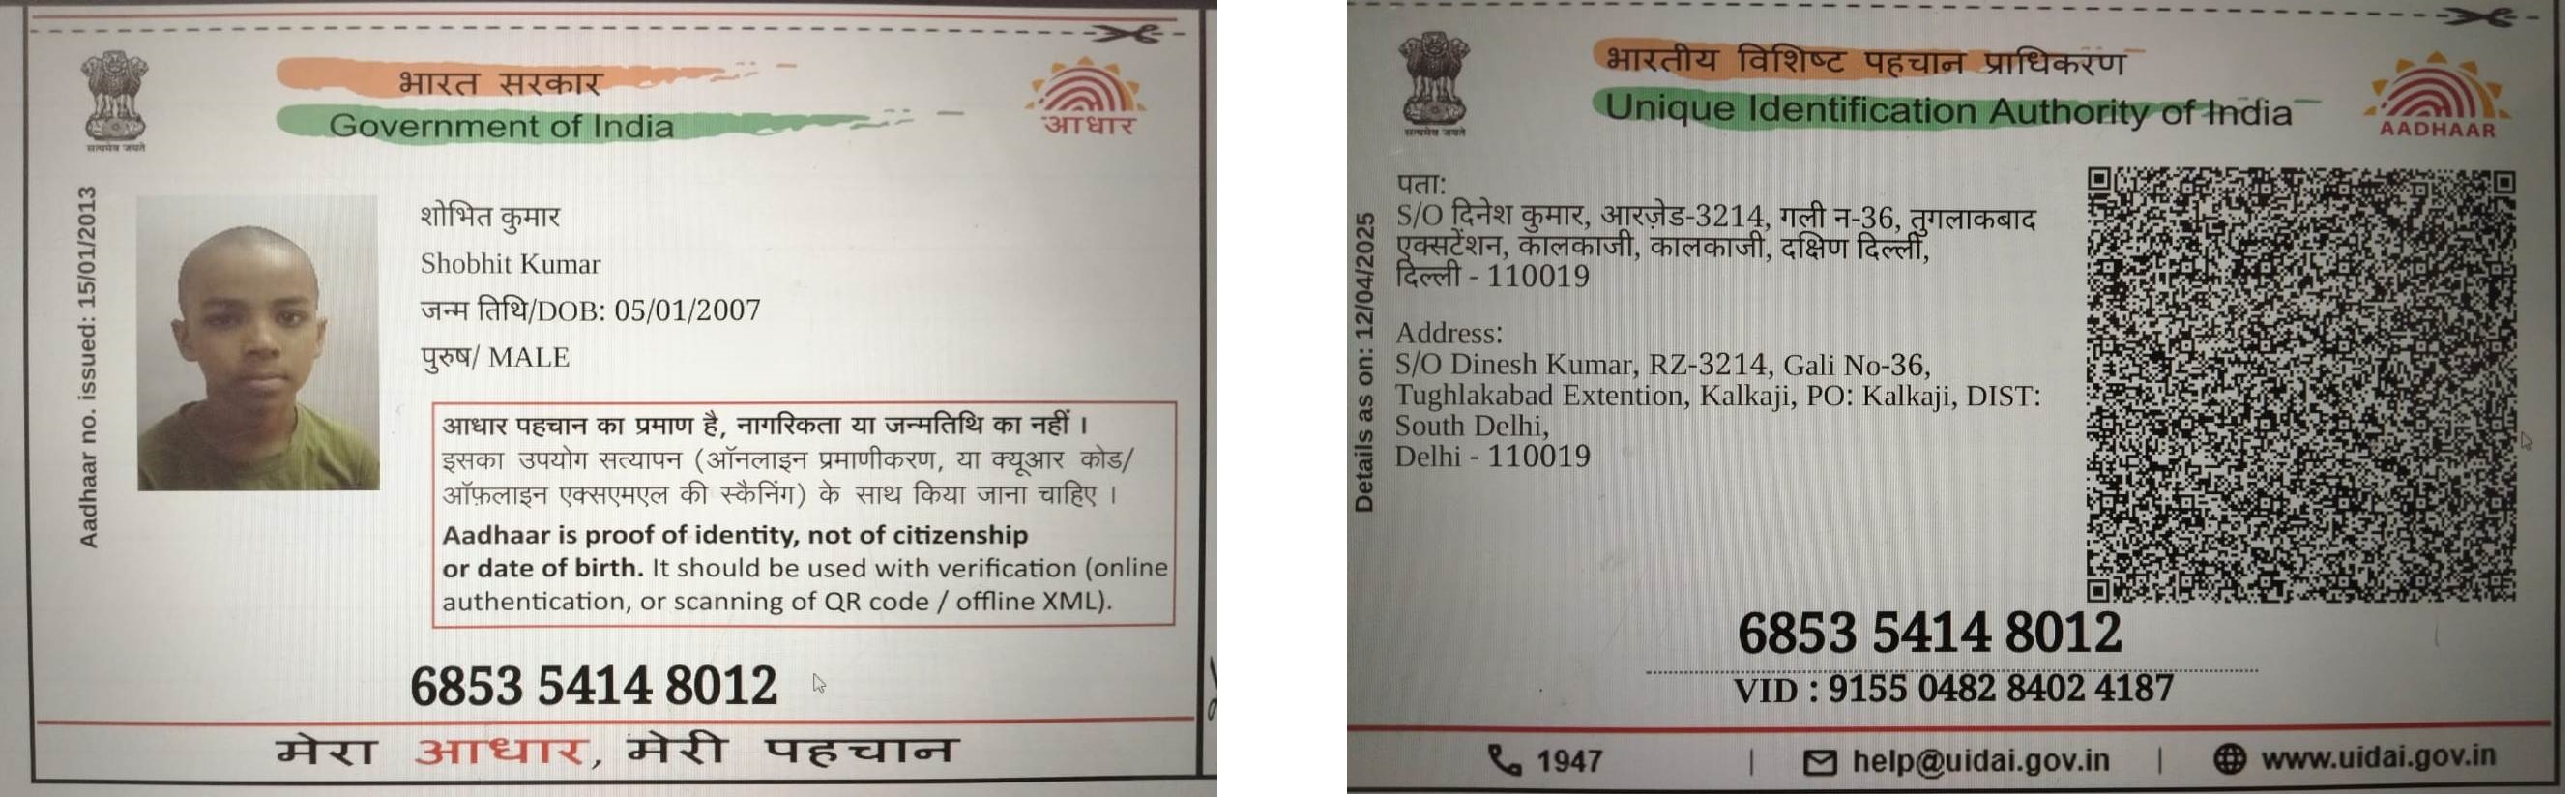 भारत सरकार
Government of India
सत्यमेव जयते
आधार
Aadhaar no. issued: 15/01/2013
शोभित कुमार
Shobhit Kumar
जन्म तिथि/DOB: 05/01/2007
पुरुष/ MALE
आधार पहचान का प्रमाण है, नागरिकता या जन्मतिथि का नहीं ।
इसका उपयोग सत्यापन (ऑनलाइन प्रमाणीकरण, या क्यूआर कोड/
ऑफ़लाइन एक्सएमएल की स्कैनिंग) के साथ किया जाना चाहिए ।
Aadhaar is proof of identity, not of citizenship
or date of birth. It should be used with verification (online
authentication, or scanning of QR code / offline XML).
6853 5414 8012
मेरा आधार, मेरी पहचान
भारतीय विशिष्ट पहचान प्राधिकरण
Unique Identification Authority of India
सत्यमेव जयते
AADHAAR
Details as on: 12/04/2025
पता:
S/O दिनेश कुमार, आरज़ेड-3214, गली न-36, तुगलाकबाद
एक्सटेंशन, कालकाजी, कालकाजी, दक्षिण दिल्ली,
दिल्ली - 110019
Address:
S/O Dinesh Kumar, RZ-3214, Gali No-36,
Tughlakabad Extention, Kalkaji, PO: Kalkaji, DIST:
South Delhi,
Delhi - 110019
6853 5414 8012
VID : 9155 0482 8402 4187
1947 | help@uidai.gov.in | www.uidai.gov.in